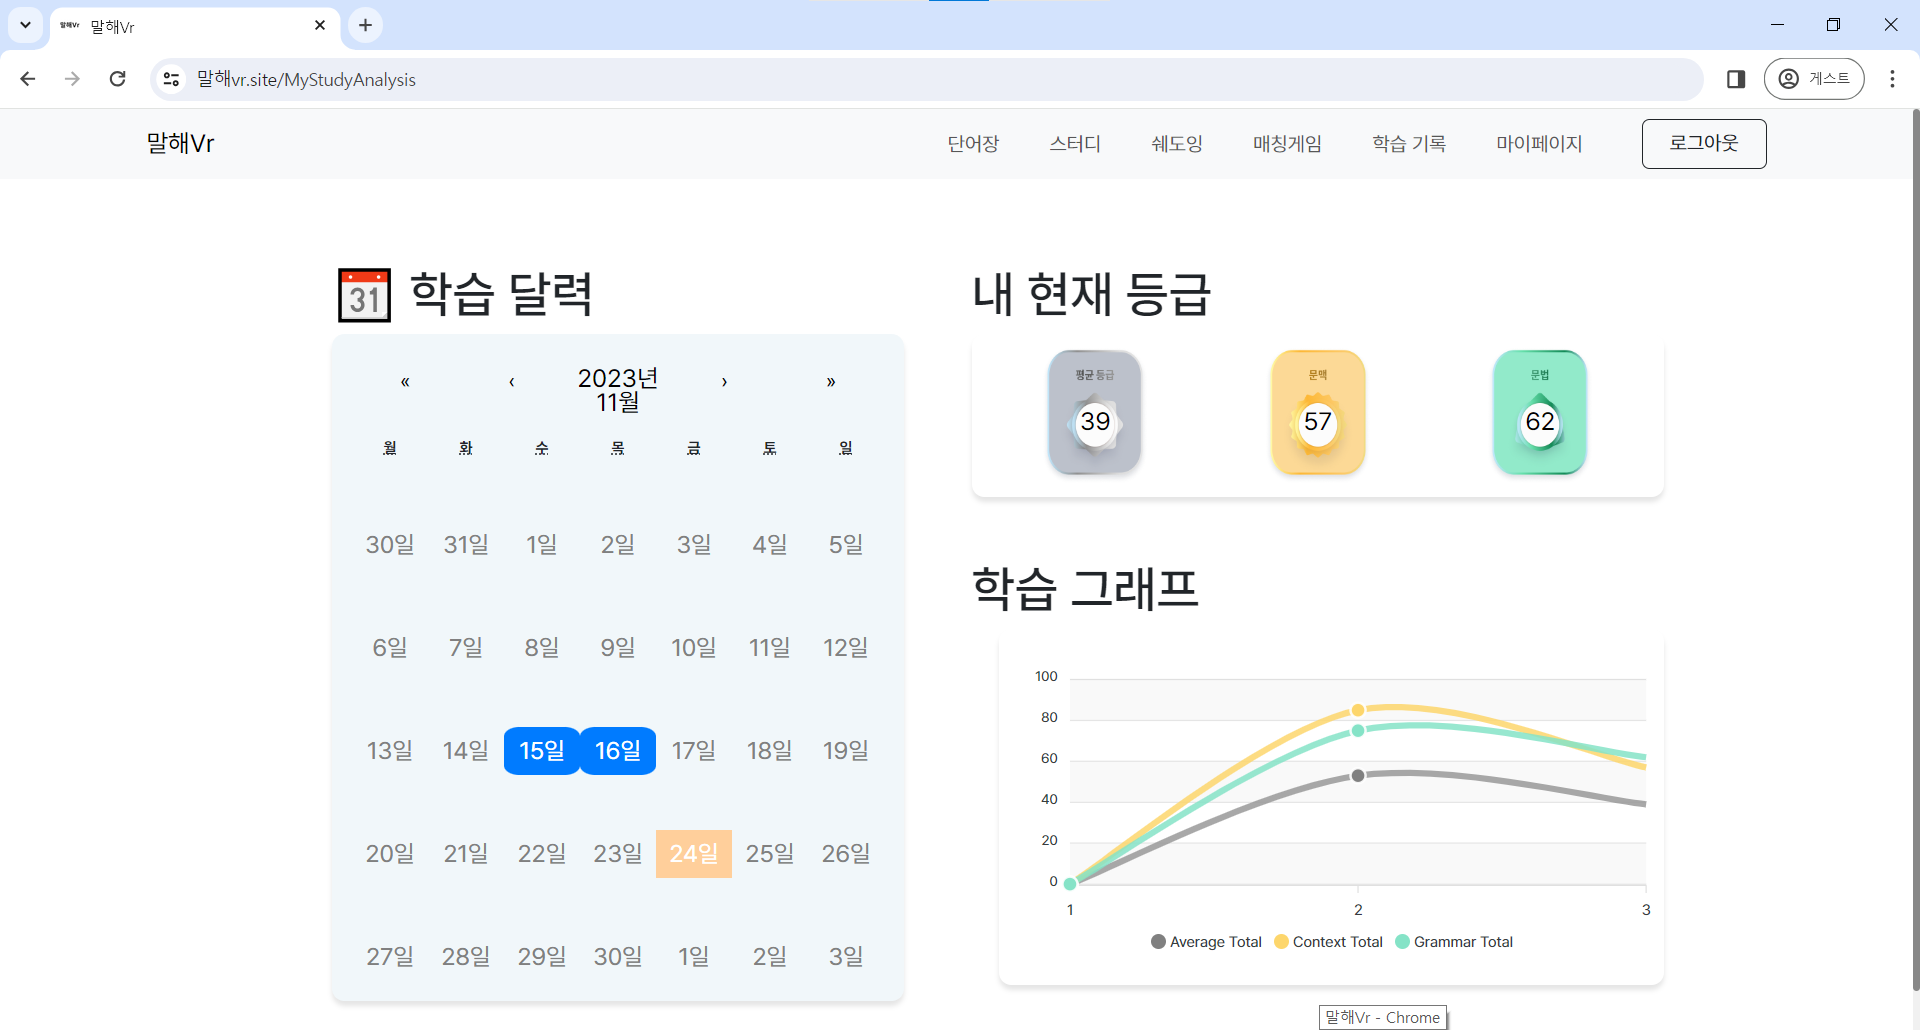 말해Vr
말해Vr
말해vr.site/MyStudyAnalysis
게스트
말해Vr
단어장 스터디 쉐도잉 매칭게임 학습 기록 마이페이지 로그아웃
31 학습 달력
« ‹ 2023년 11월 › »
월 화 수 목 금 토 일
30일 31일 1일 2일 3일 4일 5일
6일 7일 8일 9일 10일 11일 12일
13일 14일 15일 16일 17일 18일 19일
20일 21일 22일 23일 24일 25일 26일
27일 28일 29일 30일 1일 2일 3일
내 현재 등급
평균 등급 문맥 문법
39 57 62
학습 그래프
100
80
60
40
20
0
1 2 3
Average Total Context Total Grammar Total
말해Vr - Chrome